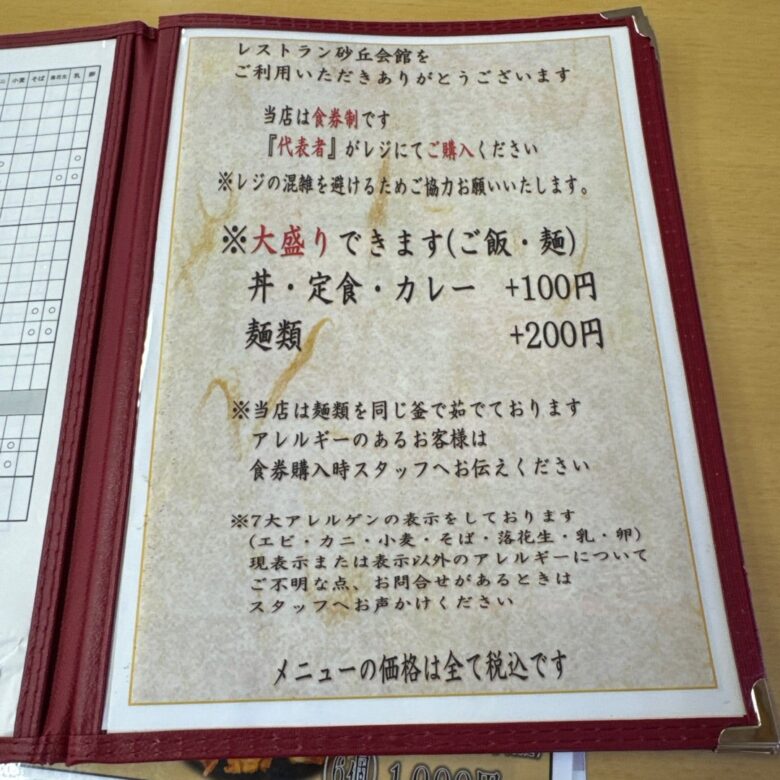 レストラン砂丘会館を
ご利用いただきありがとうございます
当店は食券制です
『代表者』がレジにてご購入ください
※レジの混雑を避けるためご協力お願いいたします。
※大盛りできます(ご飯・麺)
丼・定食・カレー +100円
麺類 +200円
※当店は麺類を同じ釜で茹でております
アレルギーのあるお客様は
食券購入時スタッフへお伝えください
※7大アレルゲンの表示をしております
(エビ・カニ・小麦・そば・落花生・乳・卵)
現表示または表示以外のアレルギーについて
ご不明な点、お問合せがあるときは
スタッフへお声かけください
メニューの価格は全て税込です
小麦 そば 落花生 乳 卵
6個